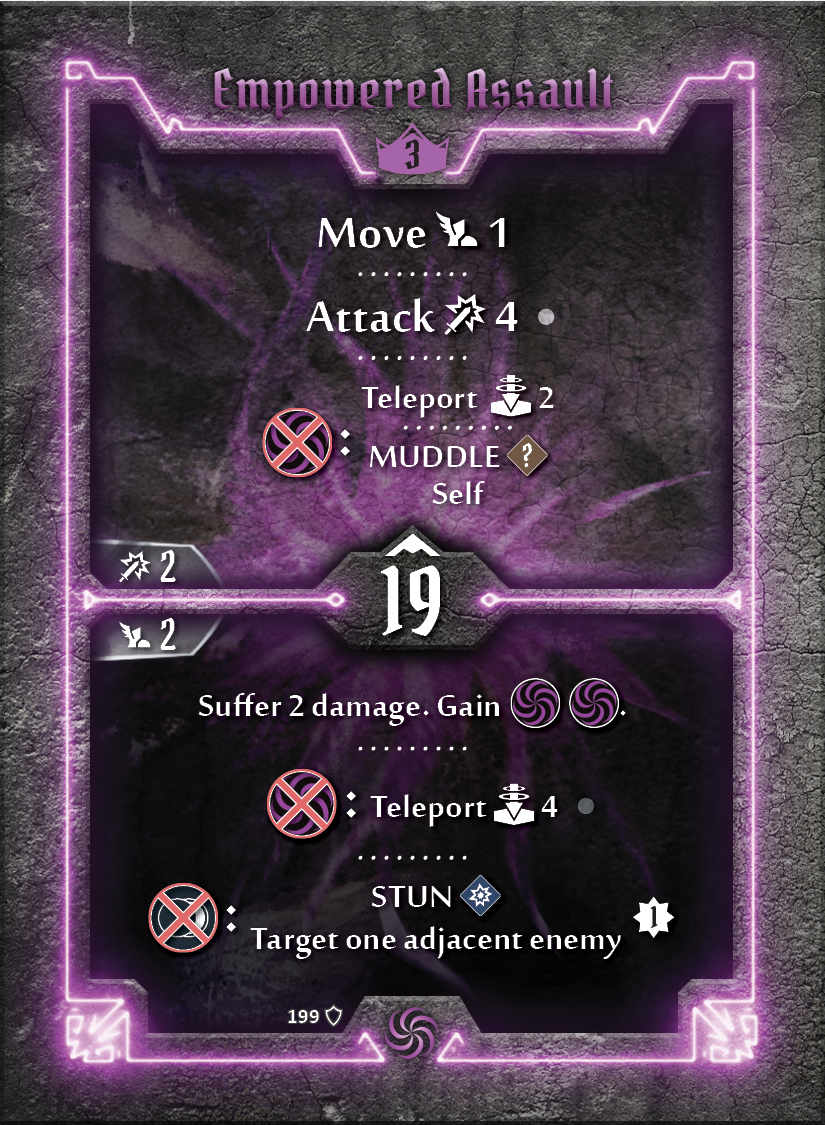 Empowered Assault
3
Move 1
Attack 4
Teleport 2
:
MUDDLE ?
Self
2
19
2
Suffer 2 damage. Gain .
: Teleport 4
STUN
:
Target one adjacent enemy 1
199